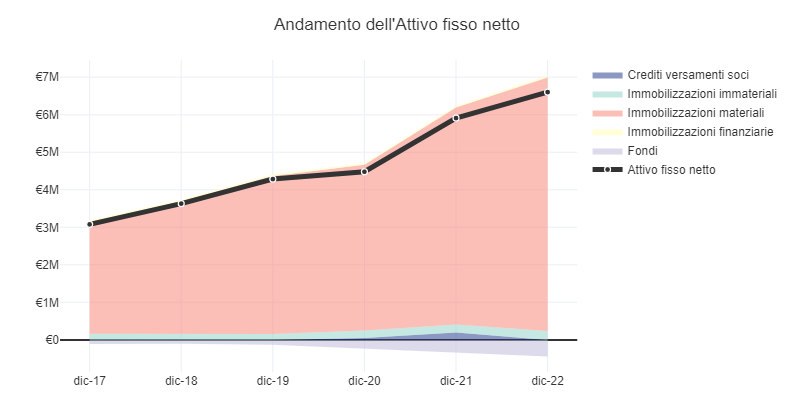 Andamento dell'Attivo fisso netto
€7M
€6M
€5M
€4M
€3M
€2M
€1M
€0
dic-17
dic-18
dic-19
dic-20
dic-21
dic-22
Crediti versamenti soci
Immobilizzazioni immateriali
Immobilizzazioni materiali
Immobilizzazioni finanziarie
Fondi
Attivo fisso netto